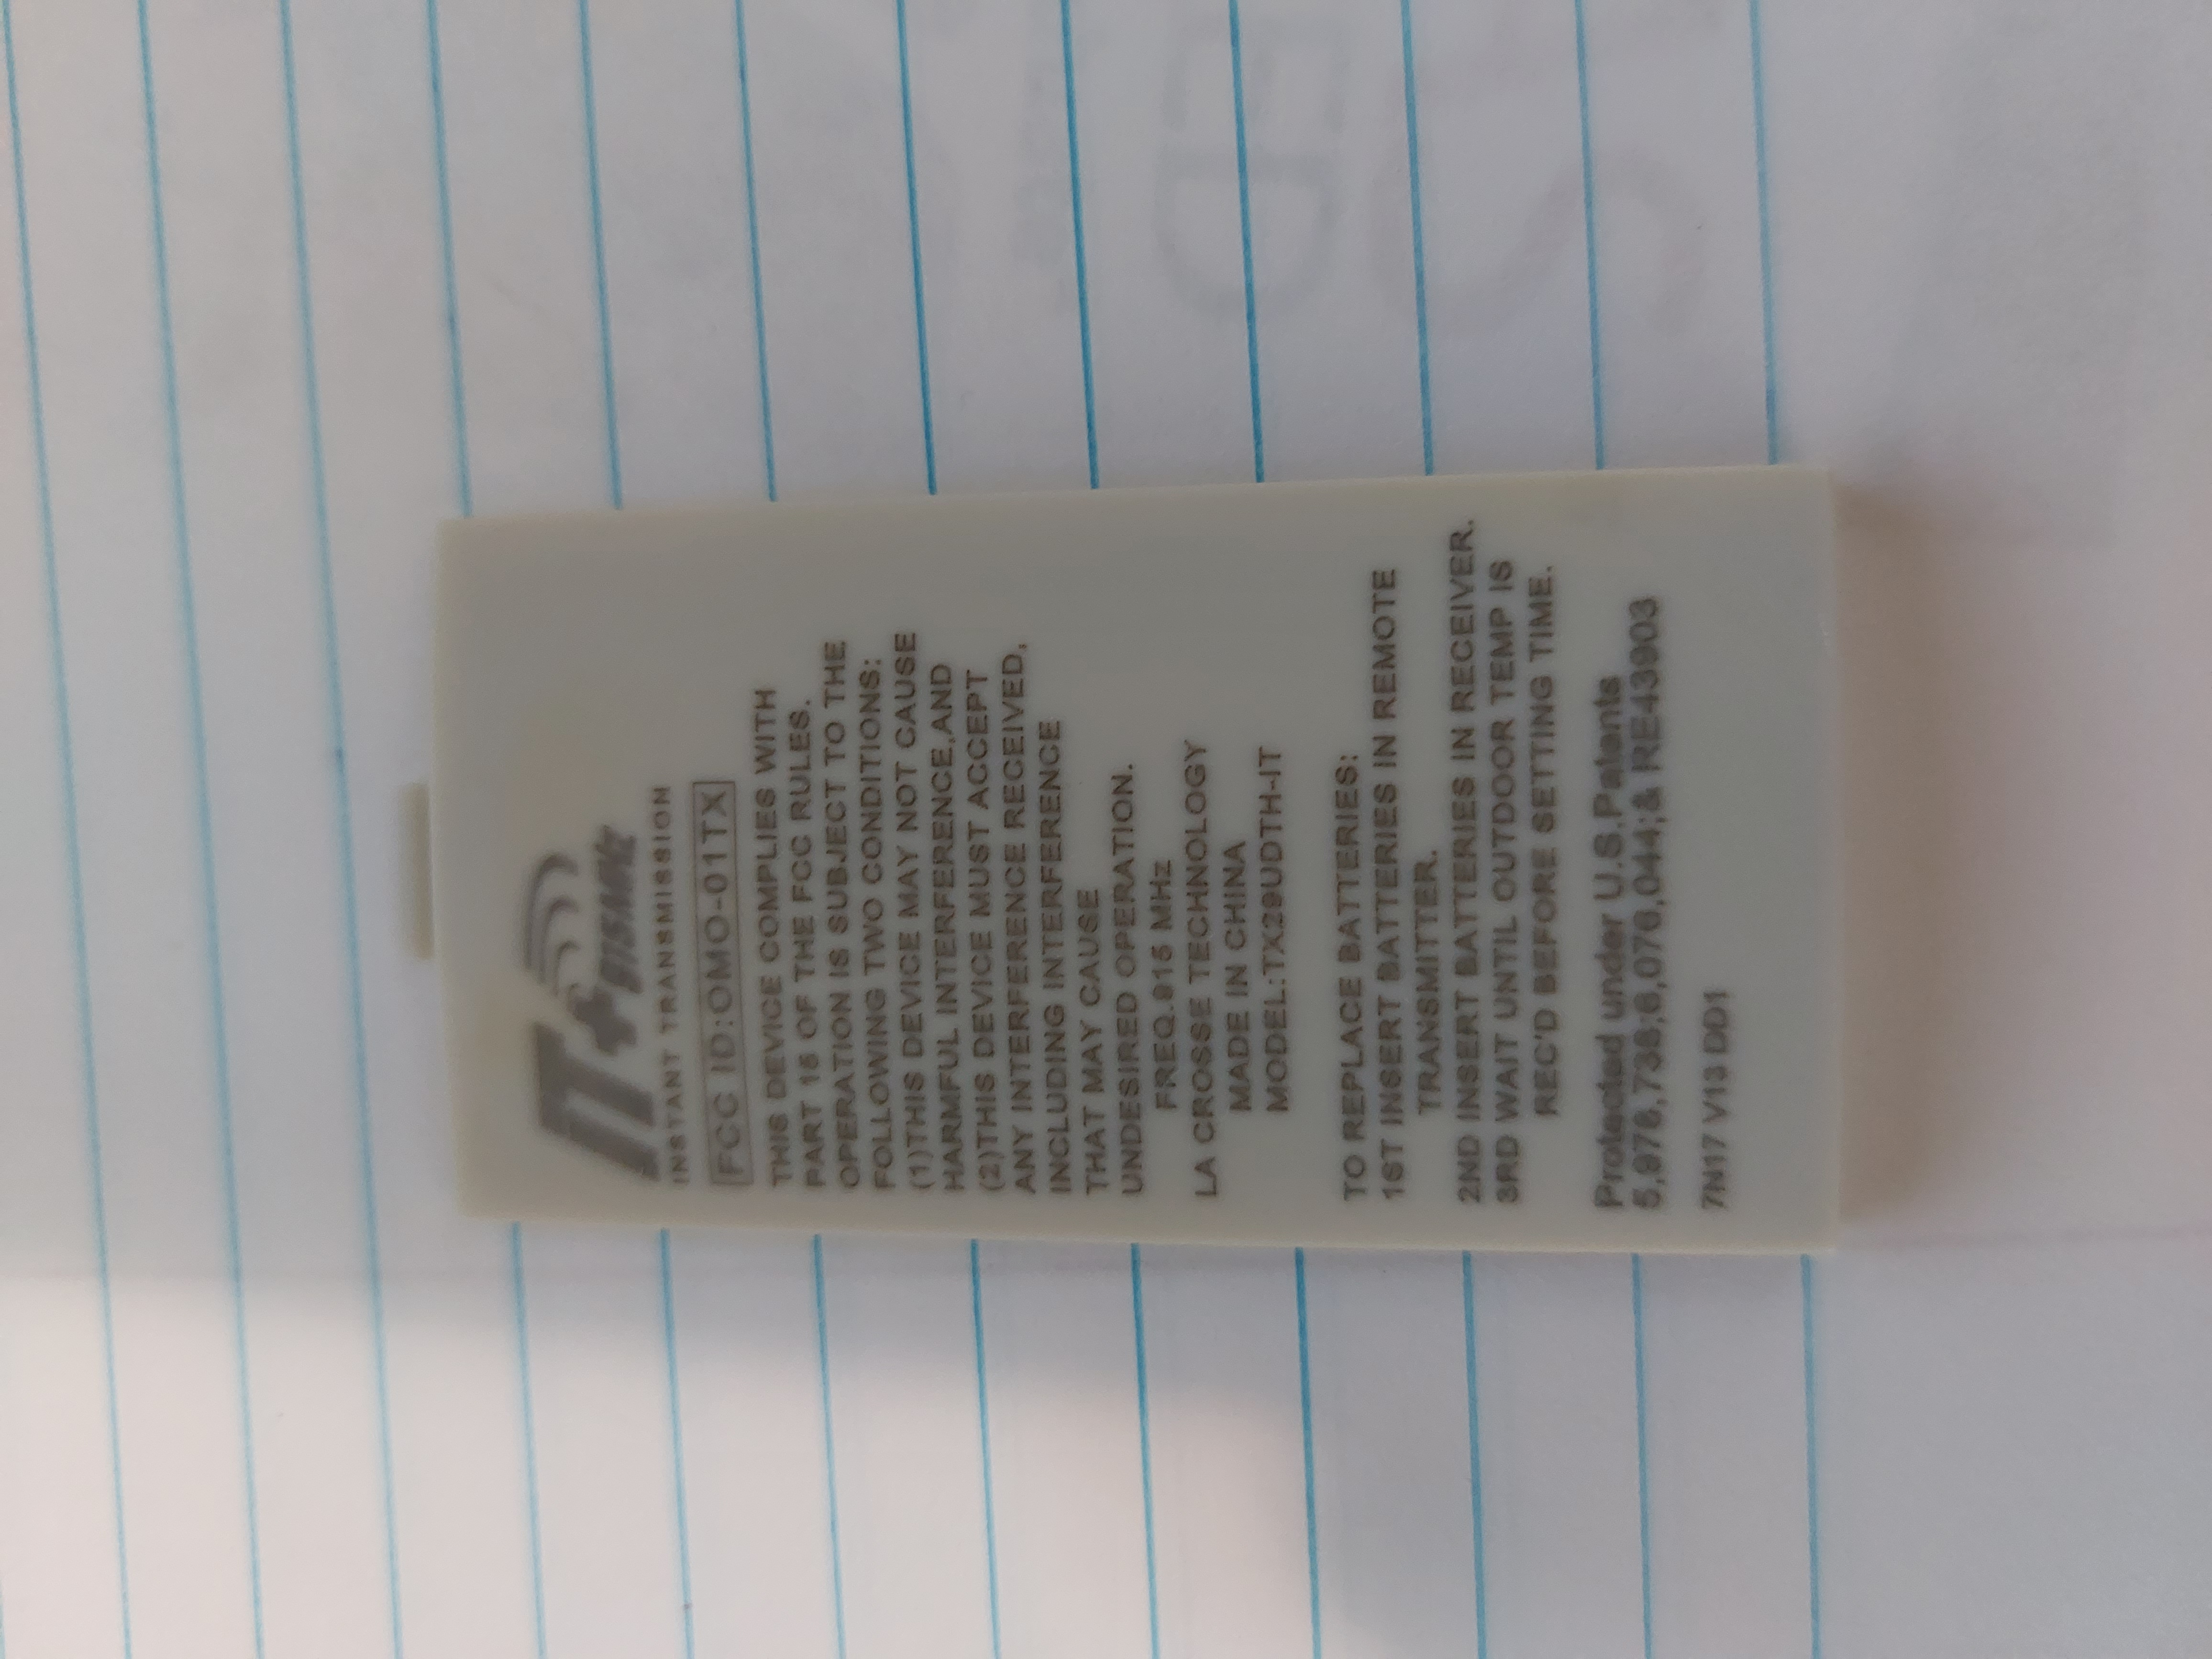 IT+
915MHz
INSTANT TRANSMISSION
FCC ID:OMO-01TX
THIS DEVICE COMPLIES WITH
PART 15 OF THE FCC RULES.
OPERATION IS SUBJECT TO THE
FOLLOWING TWO CONDITIONS:
(1)THIS DEVICE MAY NOT CAUSE
HARMFUL INTERFERENCE,AND
(2)THIS DEVICE MUST ACCEPT
ANY INTERFERENCE RECEIVED,
INCLUDING INTERFERENCE
THAT MAY CAUSE
UNDESIRED OPERATION.
FREQ.915 MHz
LA CROSSE TECHNOLOGY
MADE IN CHINA
MODEL:TX29UDTH-IT
TO REPLACE BATTERIES:
1ST INSERT BATTERIES IN REMOTE
TRANSMITTER.
2ND INSERT BATTERIES IN RECEIVER.
3RD WAIT UNTIL OUTDOOR TEMP IS
REC'D BEFORE SETTING TIME.
Protected under U.S.Patents
5,978,738;6,076,044;& RE43903
7N17 V13 DD1